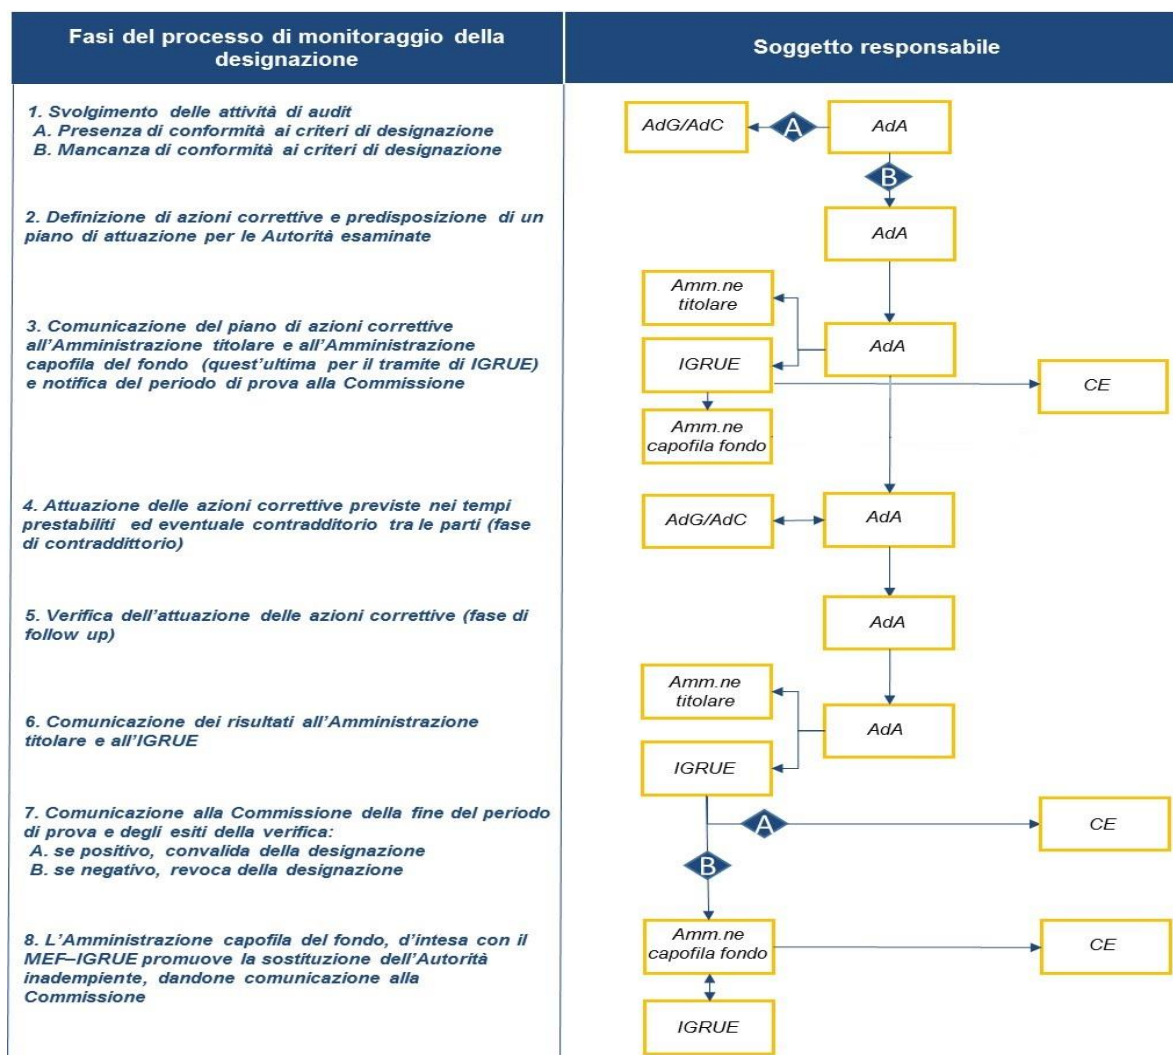 Fasi del processo di monitoraggio della
designazione
Soggetto responsabile
1. Svolgimento delle attività di audit
A. Presenza di conformità ai criteri di designazione
B. Mancanza di conformità ai criteri di designazione
AdG/AdC
A
AdA
B
2. Definizione di azioni correttive e predisposizione di un
piano di attuazione per le Autorità esaminate
AdA
3. Comunicazione del piano di azioni correttive
all'Amministrazione titolare e all'Amministrazione
capofila del fondo (quest'ultima per il tramite di IGRUE)
e notifica del periodo di prova alla Commissione
Amm.ne
titolare
AdA
IGRUE
CE
Amm.ne
capofila fondo
4. Attuazione delle azioni correttive previste nei tempi
prestabiliti ed eventuale contradditorio tra le parti (fase
di contraddittorio)
AdG/AdC
AdA
5. Verifica dell'attuazione delle azioni correttive (fase di
follow up)
AdA
6. Comunicazione dei risultati all'Amministrazione
titolare e all'IGRUE
Amm.ne
titolare
AdA
IGRUE
7. Comunicazione alla Commissione della fine del periodo
di prova e degli esiti della verifica:
A. se positivo, convalida della designazione
B. se negativo, revoca della designazione
A
CE
B
8. L'Amministrazione capofila del fondo, d'intesa con il
MEF–IGRUE promuove la sostituzione dell'Autorità
inadempiente, dandone comunicazione alla
Commissione
Amm.ne
capofila fondo
CE
IGRUE